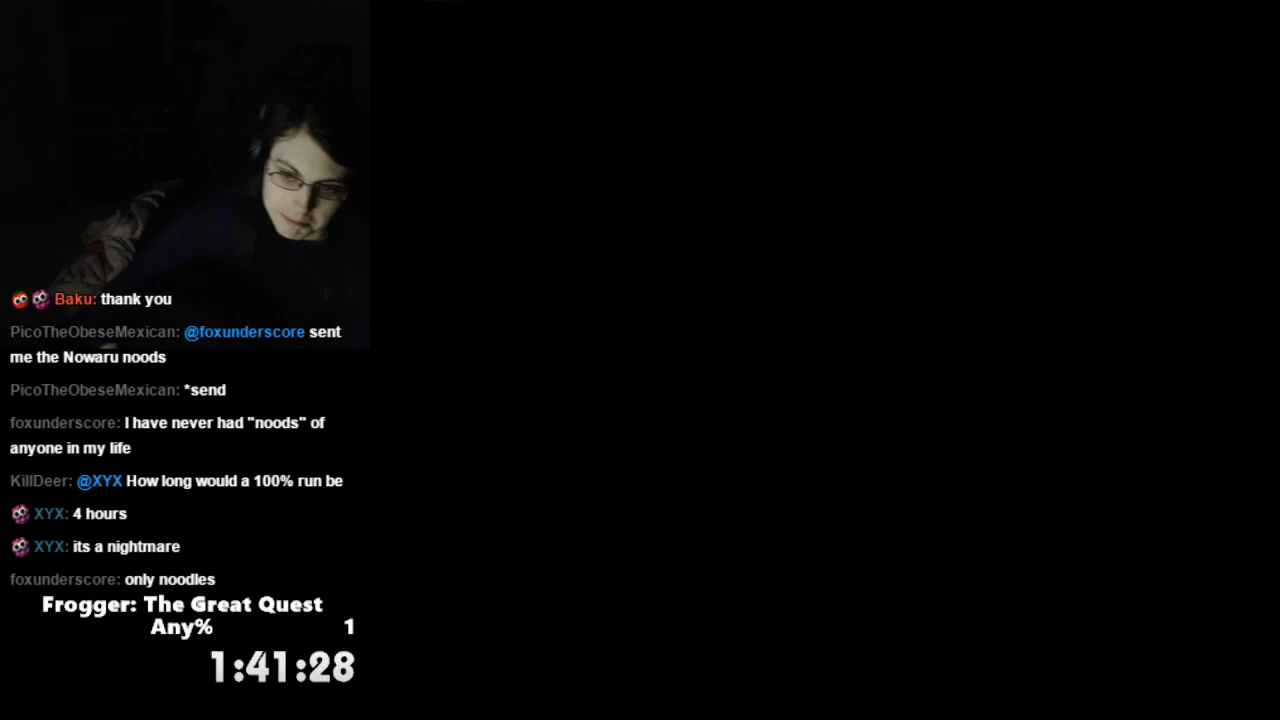 Baku: thank you
PicoTheObeseMexican: @foxunderscore sent
me the Nowaru noods
PicoTheObeseMexican: *send
foxunderscore: I have never had "noods" of
anyone in my life
KillDeer: @XYX How long would a 100% run be
XYX: 4 hours
XYX: its a nightmare
foxunderscore: only noodles
Frogger: The Great Quest
Any% 1
1:41:28